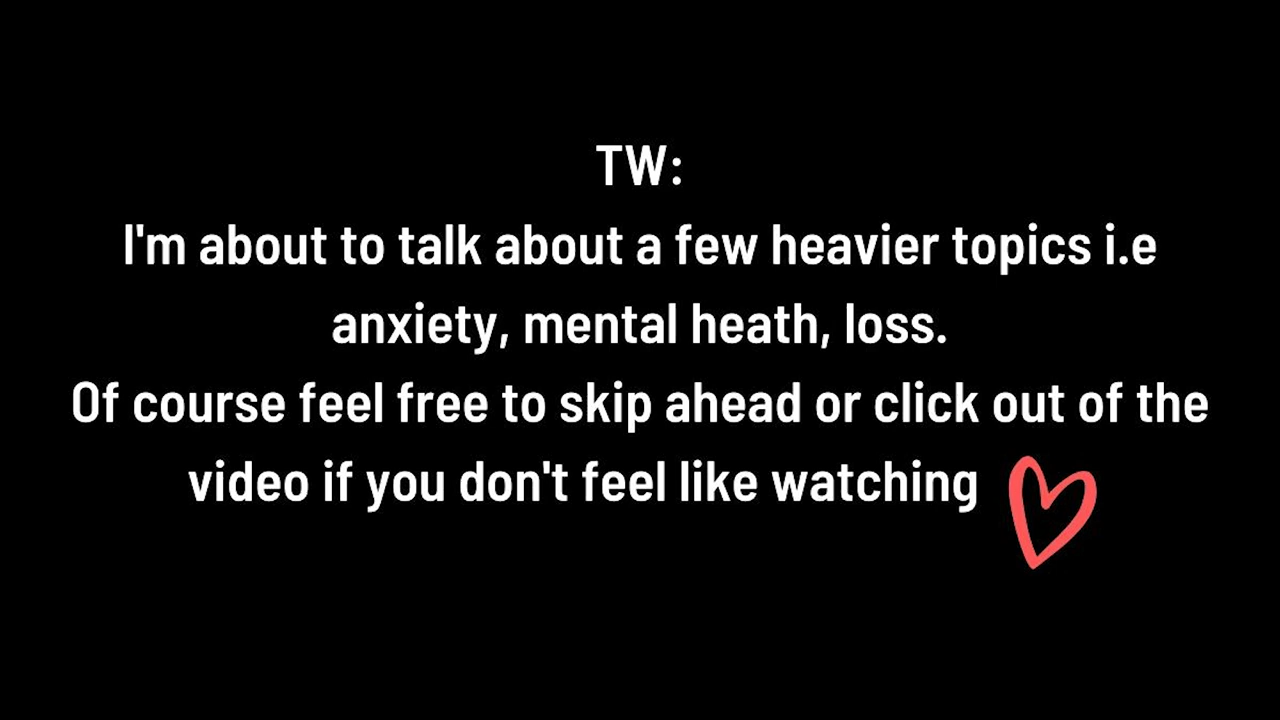 TW:
I'm about to talk about a few heavier topics i.e
anxiety, mental heath, loss.
Of course feel free to skip ahead or click out of the
video if you don't feel like watching